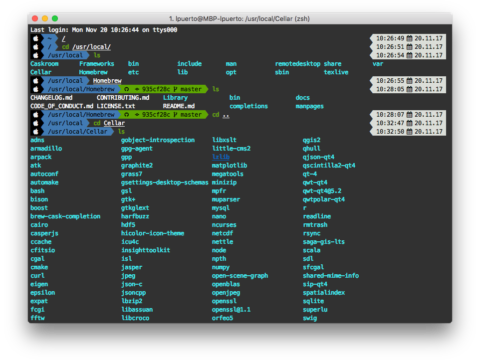 1. lpuerto@MBP-lpuerto: /usr/local/Cellar (zsh)
Last login: Mon Nov 20 10:26:44 on ttys000
~ / 10:26:49 20.11.17
/ cd /usr/local/ 10:26:51 20.11.17
/usr/local ls 10:26:54 20.11.17
Caskroom Frameworks bin include man remotedesktop share var
Cellar Homebrew etc lib opt sbin texlive
/usr/local Homebrew 10:26:55 20.11.17
/usr/local/Homebrew 935cf28c master ls 10:28:05 20.11.17
CHANGELOG.md CONTRIBUTING.md Library bin docs
CODE_OF_CONDUCT.md LICENSE.txt README.md completions manpages
/usr/local/Homebrew 935cf28c master cd .. 10:28:07 20.11.17
/usr/local cd Cellar 10:32:47 20.11.17
/usr/local/Cellar ls 10:32:50 20.11.17
adns gobject-introspection libxslt qgis2
armadillo gpg-agent little-cms2 qhull
arpack gpp lzlib qjson-qt4
atk graphite2 matplotlib qscintilla2-qt4
autoconf grass7 megatools qt-4
automake gsettings-desktop-schemas minizip qwt-qt4
bash gsl mpfr qwt-qt4@5.2
bison gtk+ muparser qwtpolar-qt4
boost gtkglext mysql r
brew-cask-completion harfbuzz nano readline
cairo hdf5 ncurses rmtrash
casperjs hicolor-icon-theme netcdf rsync
ccache icu4c nettle saga-gis-lts
cfitsio insighttoolkit node scala
cgal isl npth sdl
cmake jasper numpy sfcgal
curl jpeg open-scene-graph shared-mime-info
eigen json-c openblas sip-qt4
epsilon jsoncpp openjpeg spatialindex
expat lbzip2 openssl sqlite
fcgi libassuan openssl@1.1 superlu
fftw libcroco orfeo5 swig